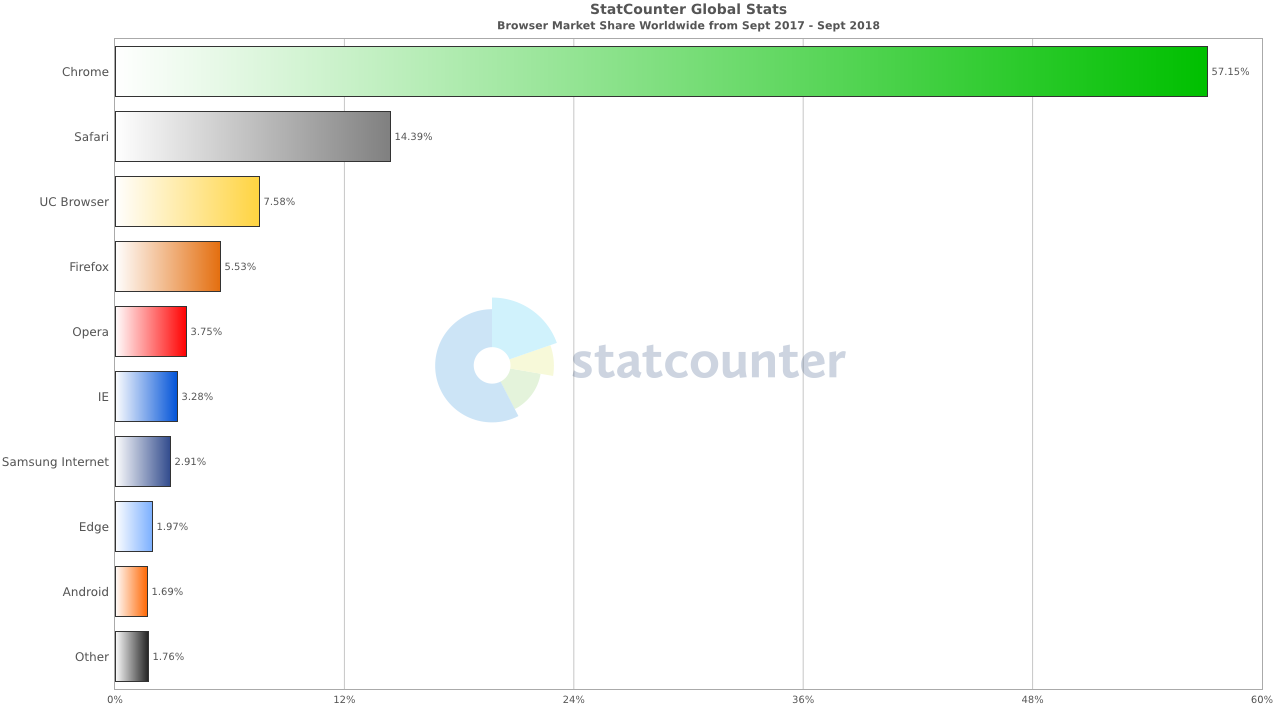 StatCounter Global Stats
Browser Market Share Worldwide from Sept 2017 - Sept 2018
Chrome 57.15%
Safari 14.39%
UC Browser 7.58%
Firefox 5.53%
Opera 3.75%
statcounter
IE 3.28%
Samsung Internet 2.91%
Edge 1.97%
Android 1.69%
Other 1.76%
0% 12% 24% 36% 48% 60%